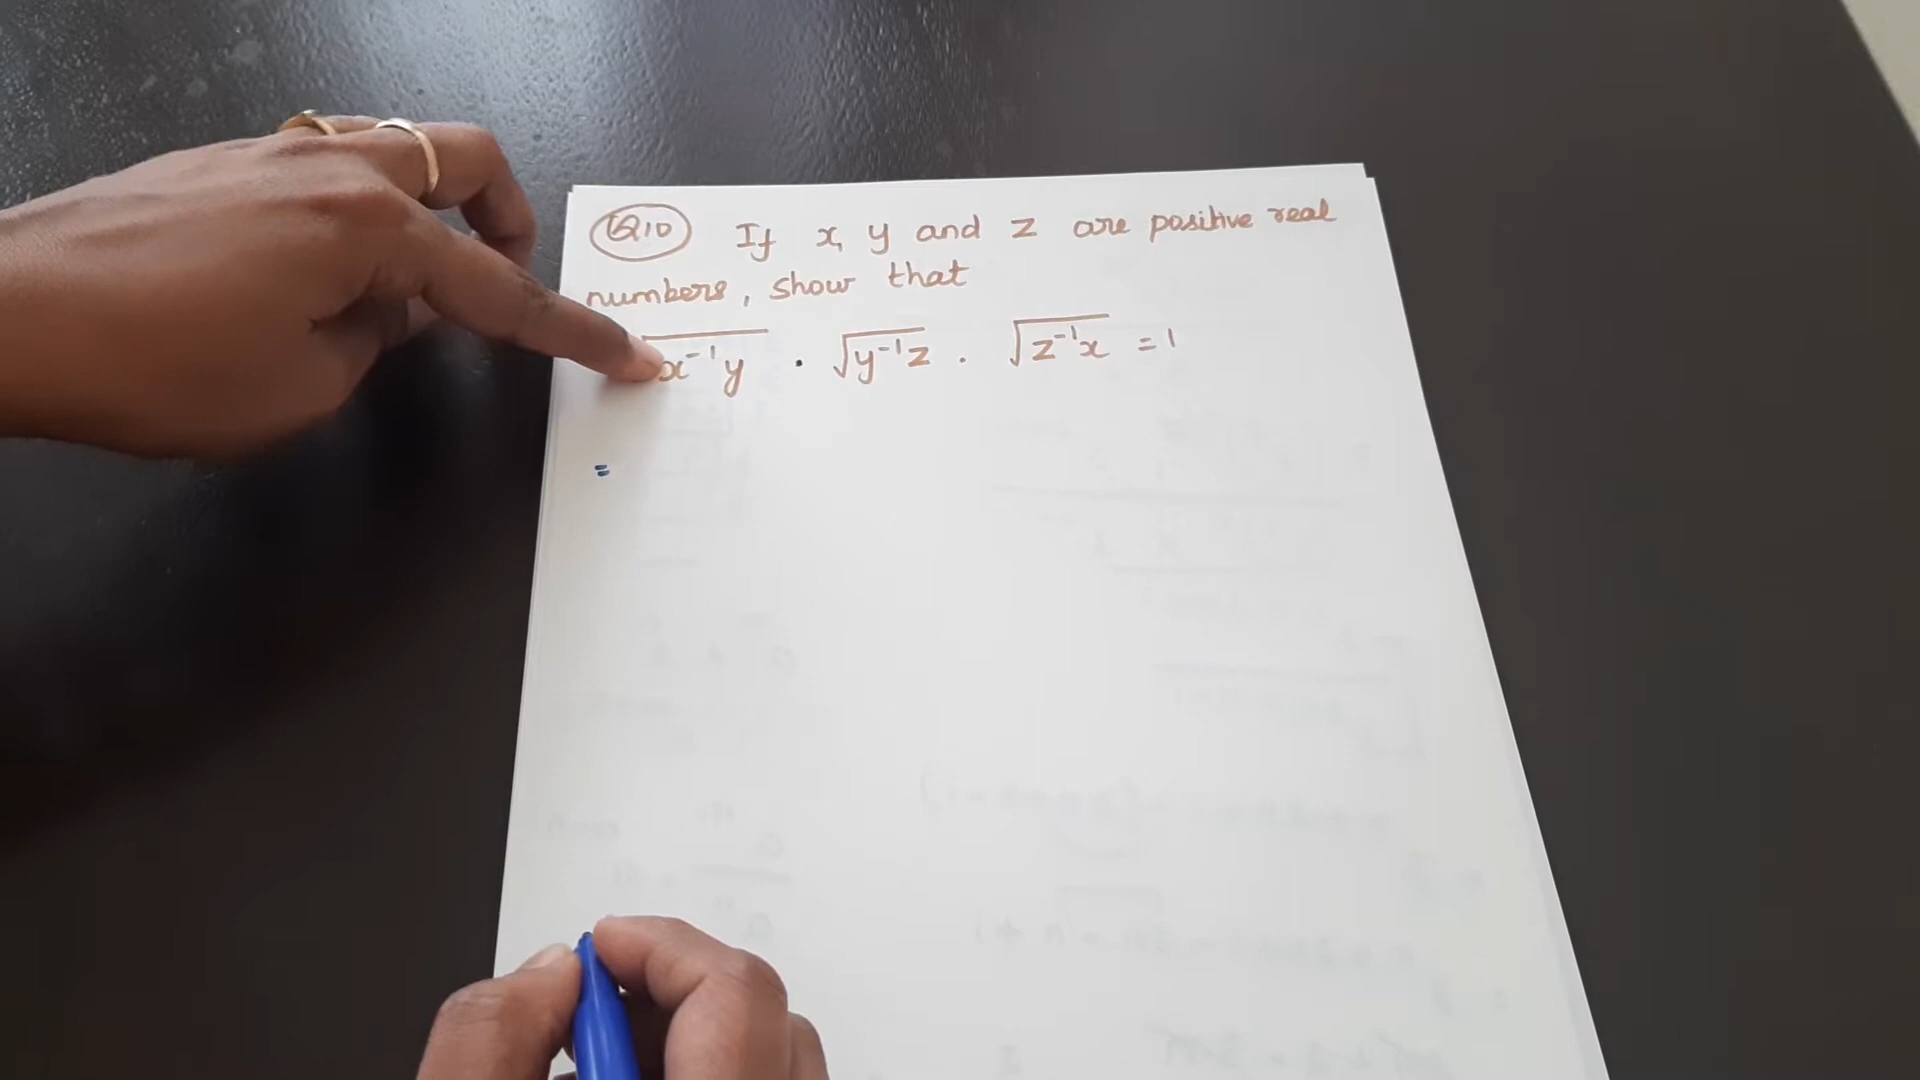 Q10 If x, y and z are positive real
numbers, show that
√x⁻¹y · √y⁻¹z · √z⁻¹x = 1
=